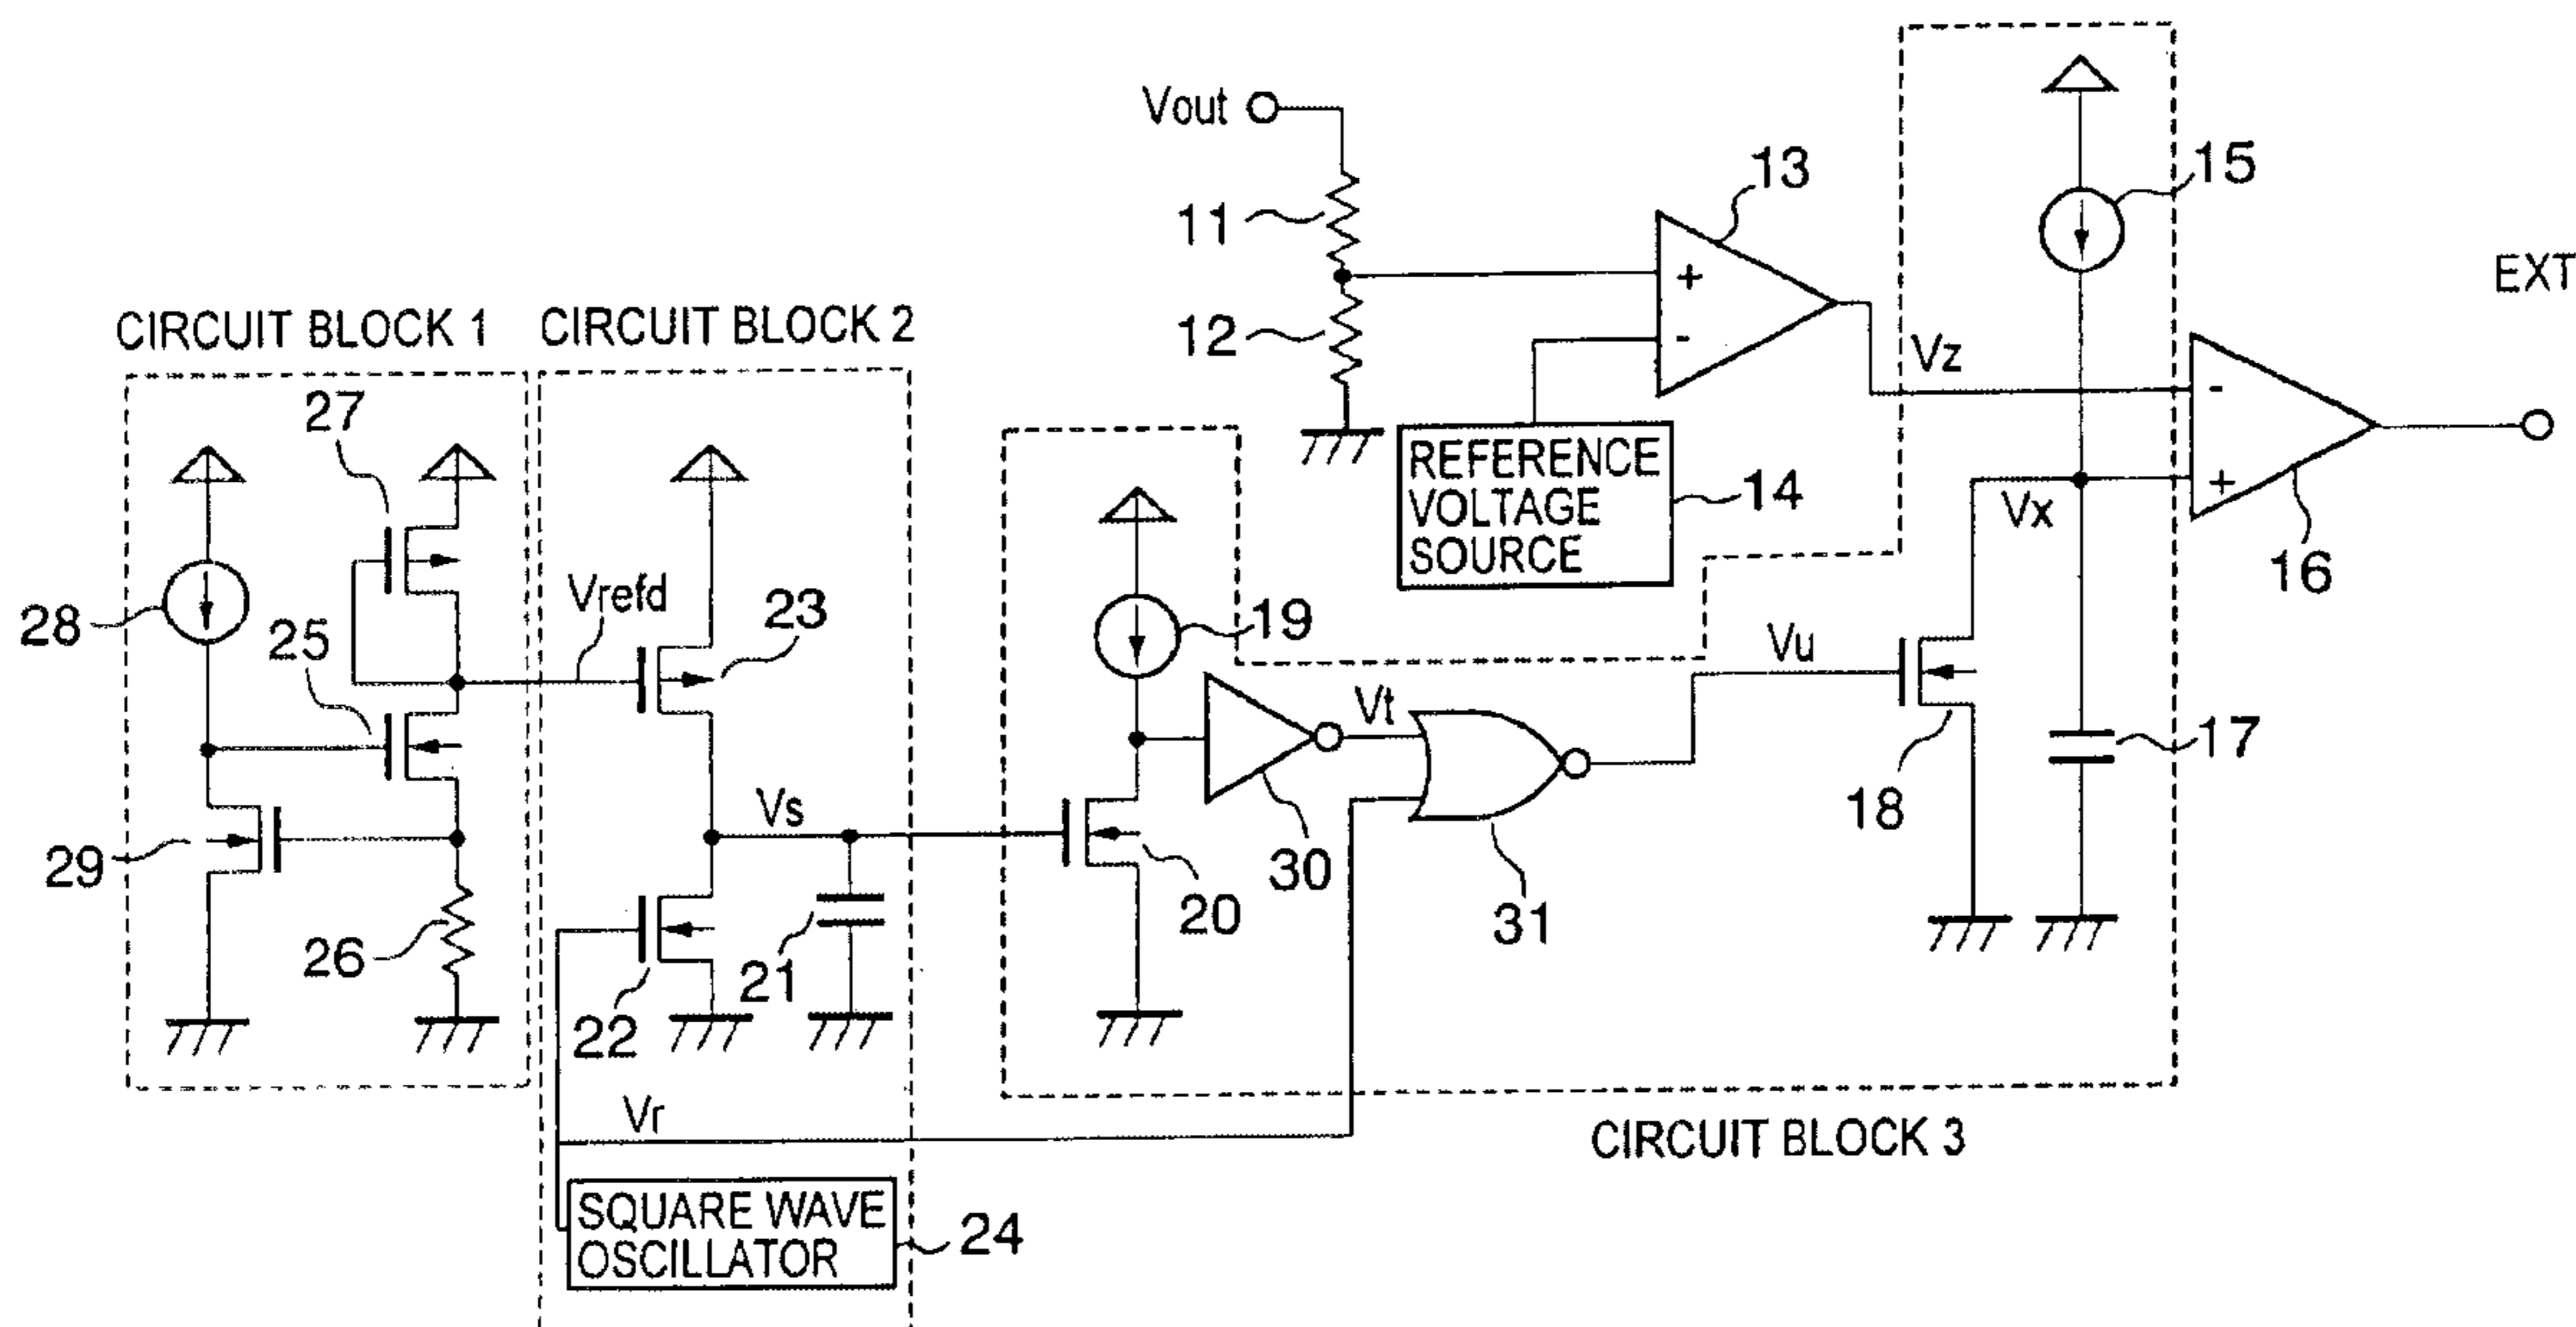 Vout
11
12
13
15
EXT
CIRCUIT BLOCK 1
CIRCUIT BLOCK 2
Vz
27
REFERENCE
VOLTAGE
SOURCE
14
Vx
16
28
25
Vrefd
23
19
Vu
Vt
17
18
29
Vs
30
20
31
26
22
21
Vr
CIRCUIT BLOCK 3
SQUARE WAVE
OSCILLATOR
24
+
-
-
+